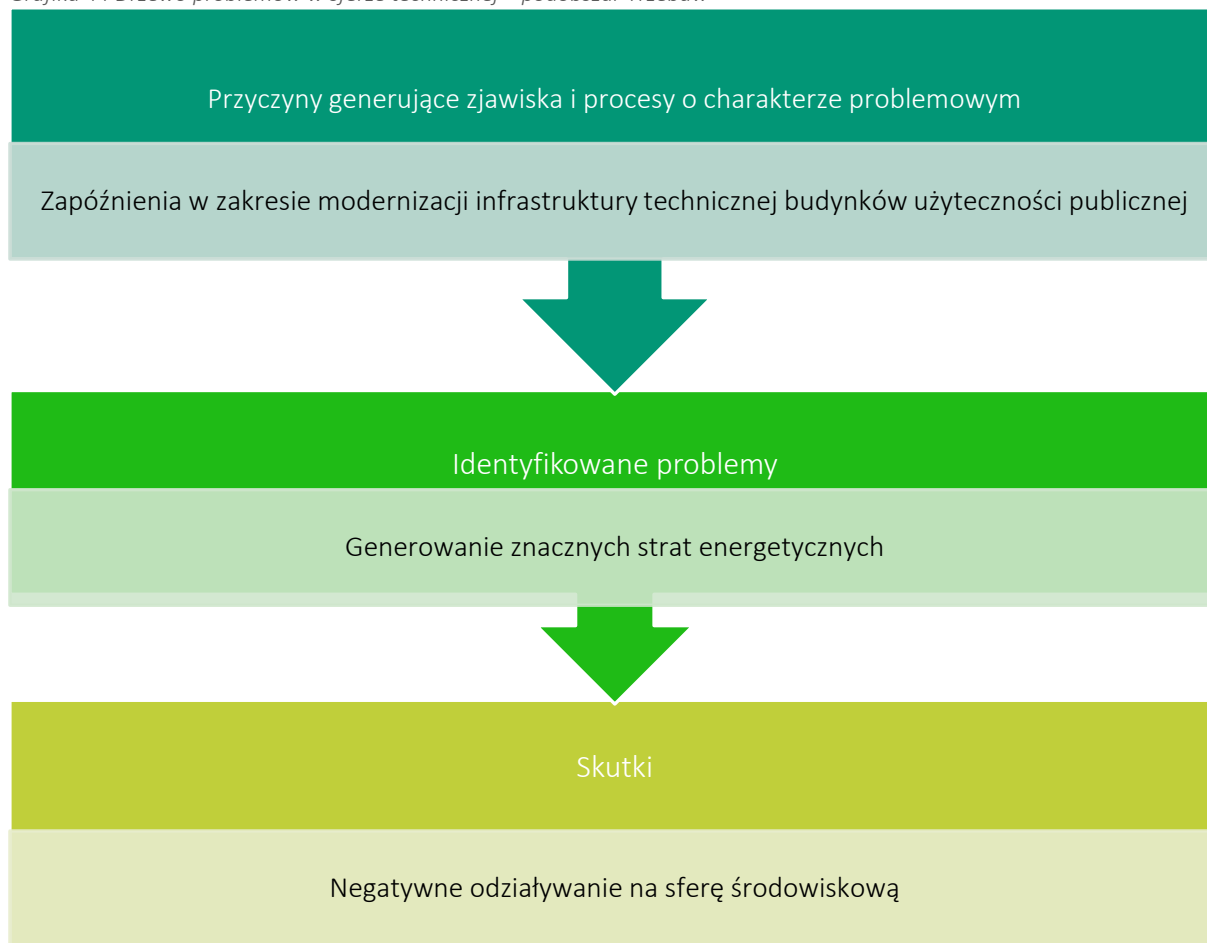 Przyczyny generujące zjawiska i procesy o charakterze problemowym
Zapóźnienia w zakresie modernizacji infrastruktury technicznej budynków użyteczności publicznej
Identyfikowane problemy
Generowanie znacznych strat energetycznych
Skutki
Negatywne odziaływanie na sferę środowiskową